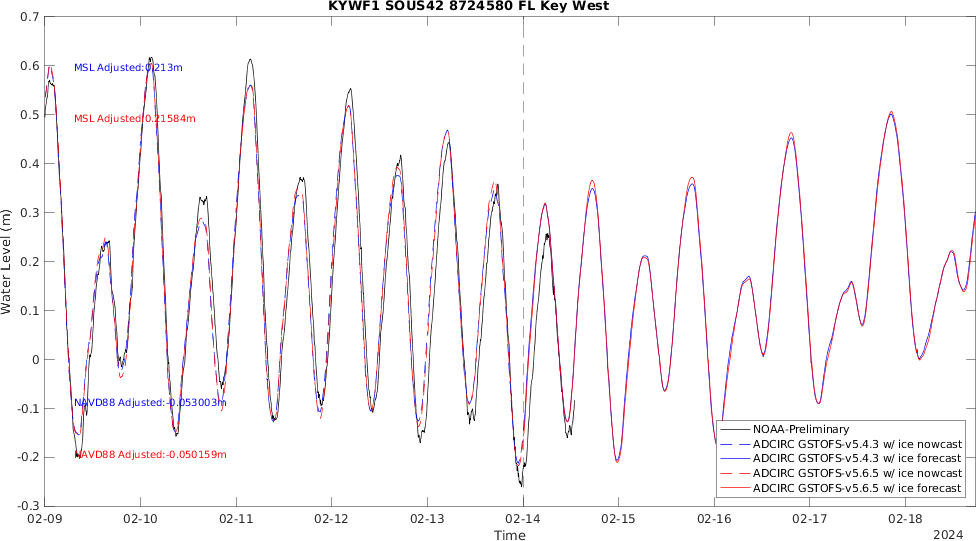 KYWF1 SOUS42 8724580 FL Key West
0.7
0.6
0.5
0.4
0.3
0.2
0.1
0
-0.1
-0.2
-0.3
Water Level (m)
MSL Adjusted:0.213m
MSL Adjusted:0.21584m
NAVD88 Adjusted:-0.053003m
NAVD88 Adjusted:-0.050159m
NOAA-Preliminary
ADCIRC GSTOFS-v5.4.3 w/ ice nowcast
ADCIRC GSTOFS-v5.4.3 w/ ice forecast
ADCIRC GSTOFS-v5.6.5 w/ ice nowcast
ADCIRC GSTOFS-v5.6.5 w/ ice forecast
02-09 02-10 02-11 02-12 02-13 02-14 02-15 02-16 02-17 02-18
Time
2024